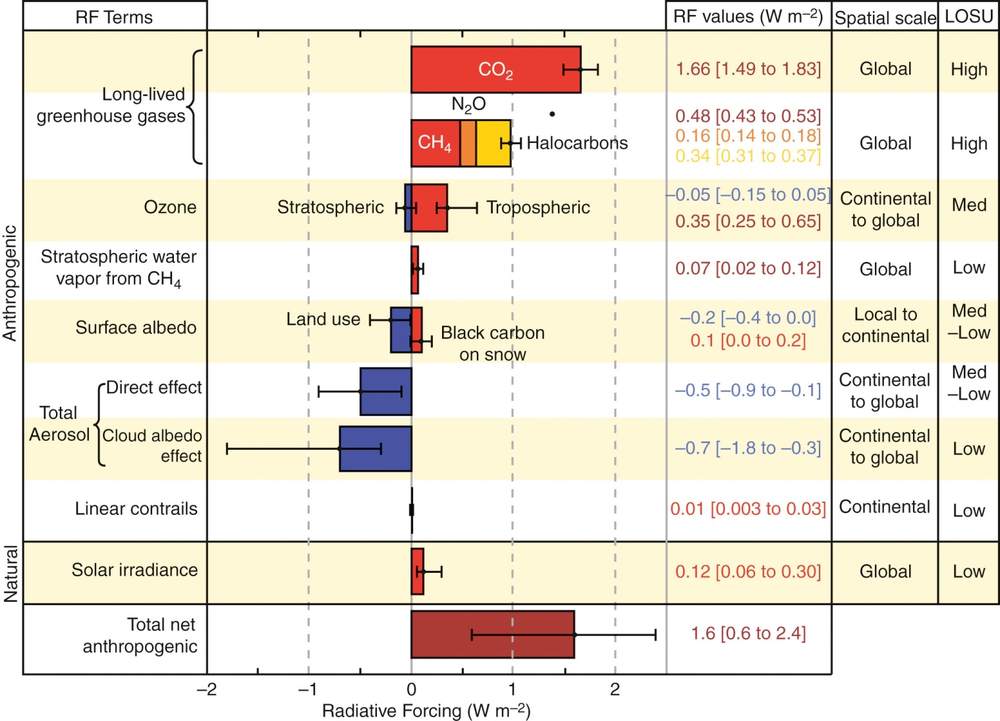 RF Terms
RF values (W m–2)
Spatial scale
LOSU
Anthropogenic
Long-lived
greenhouse gases
CO2
1.66 [1.49 to 1.83]
Global
High
N2O
CH4
Halocarbons
0.48 [0.43 to 0.53]
0.16 [0.14 to 0.18]
0.34 [0.31 to 0.37]
Global
High
Ozone
Stratospheric
Tropospheric
–0.05 [–0.15 to 0.05]
0.35 [0.25 to 0.65]
Continental
to global
Med
Stratospheric water
vapor from CH4
0.07 [0.02 to 0.12]
Global
Low
Surface albedo
Land use
Black carbon
on snow
–0.2 [–0.4 to 0.0]
0.1 [0.0 to 0.2]
Local to
continental
Med
–Low
Total
Aerosol
Direct effect
–0.5 [–0.9 to –0.1]
Continental
to global
Med
–Low
Cloud albedo
effect
–0.7 [–1.8 to –0.3]
Continental
to global
Low
Linear contrails
0.01 [0.003 to 0.03]
Continental
Low
Natural
Solar irradiance
0.12 [0.06 to 0.30]
Global
Low
Total net
anthropogenic
1.6 [0.6 to 2.4]
–2 –1 0 1 2
Radiative Forcing (W m–2)